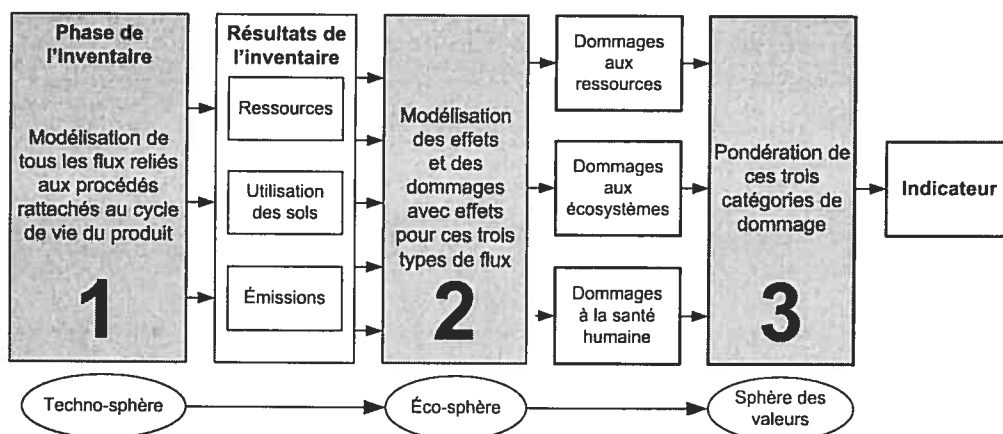 Phase de
l'inventaire
Modélisation de
tous les flux reliés
aux procédés
rattachés au cycle
de vie du produit
1
Résultats de
l'inventaire
Ressources
Utilisation
des sols
Émissions
Modélisation
des effets
et des
dommages
avec effets
pour ces trois
types de flux
2
Dommages
aux
ressources
Dommages
aux
écosystèmes
Dommages
à la santé
humaine
Pondération de
ces trois
catégories de
dommage
3
Indicateur
Techno-sphère
Éco-sphère
Sphère des
valeurs